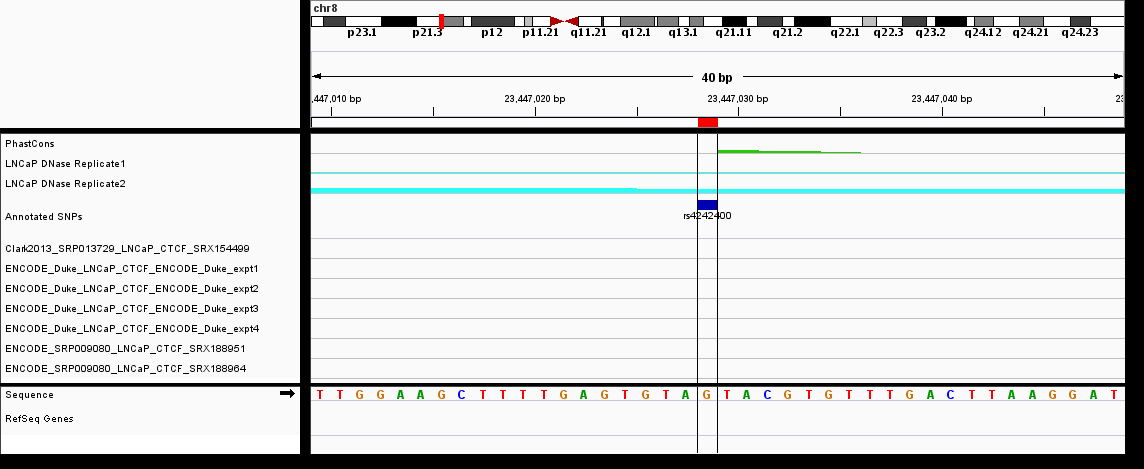 chr8
p23.1 p21.3 p12 p11.21 q11.21 q12.1 q13.1 q21.11 q21.2 q22.1 q22.3 q23.2 q24.12 q24.21 q24.23
40 bp
,447,010 bp 23,447,020 bp 23,447,030 bp 23,447,040 bp 23
PhastCons
LNCaP DNase Replicate1
LNCaP DNase Replicate2
Annotated SNPs
rs4242400
Clark2013_SRP013729_LNCaP_CTCF_SRX154499
ENCODE_Duke_LNCaP_CTCF_ENCODE_Duke_expt1
ENCODE_Duke_LNCaP_CTCF_ENCODE_Duke_expt2
ENCODE_Duke_LNCaP_CTCF_ENCODE_Duke_expt3
ENCODE_Duke_LNCaP_CTCF_ENCODE_Duke_expt4
ENCODE_SRP009080_LNCaP_CTCF_SRX188951
ENCODE_SRP009080_LNCaP_CTCF_SRX188964
Sequence T T G G A A G C T T T T G A G T G T A G T A C G T G T T T G A C T T A A G G A T
RefSeq Genes